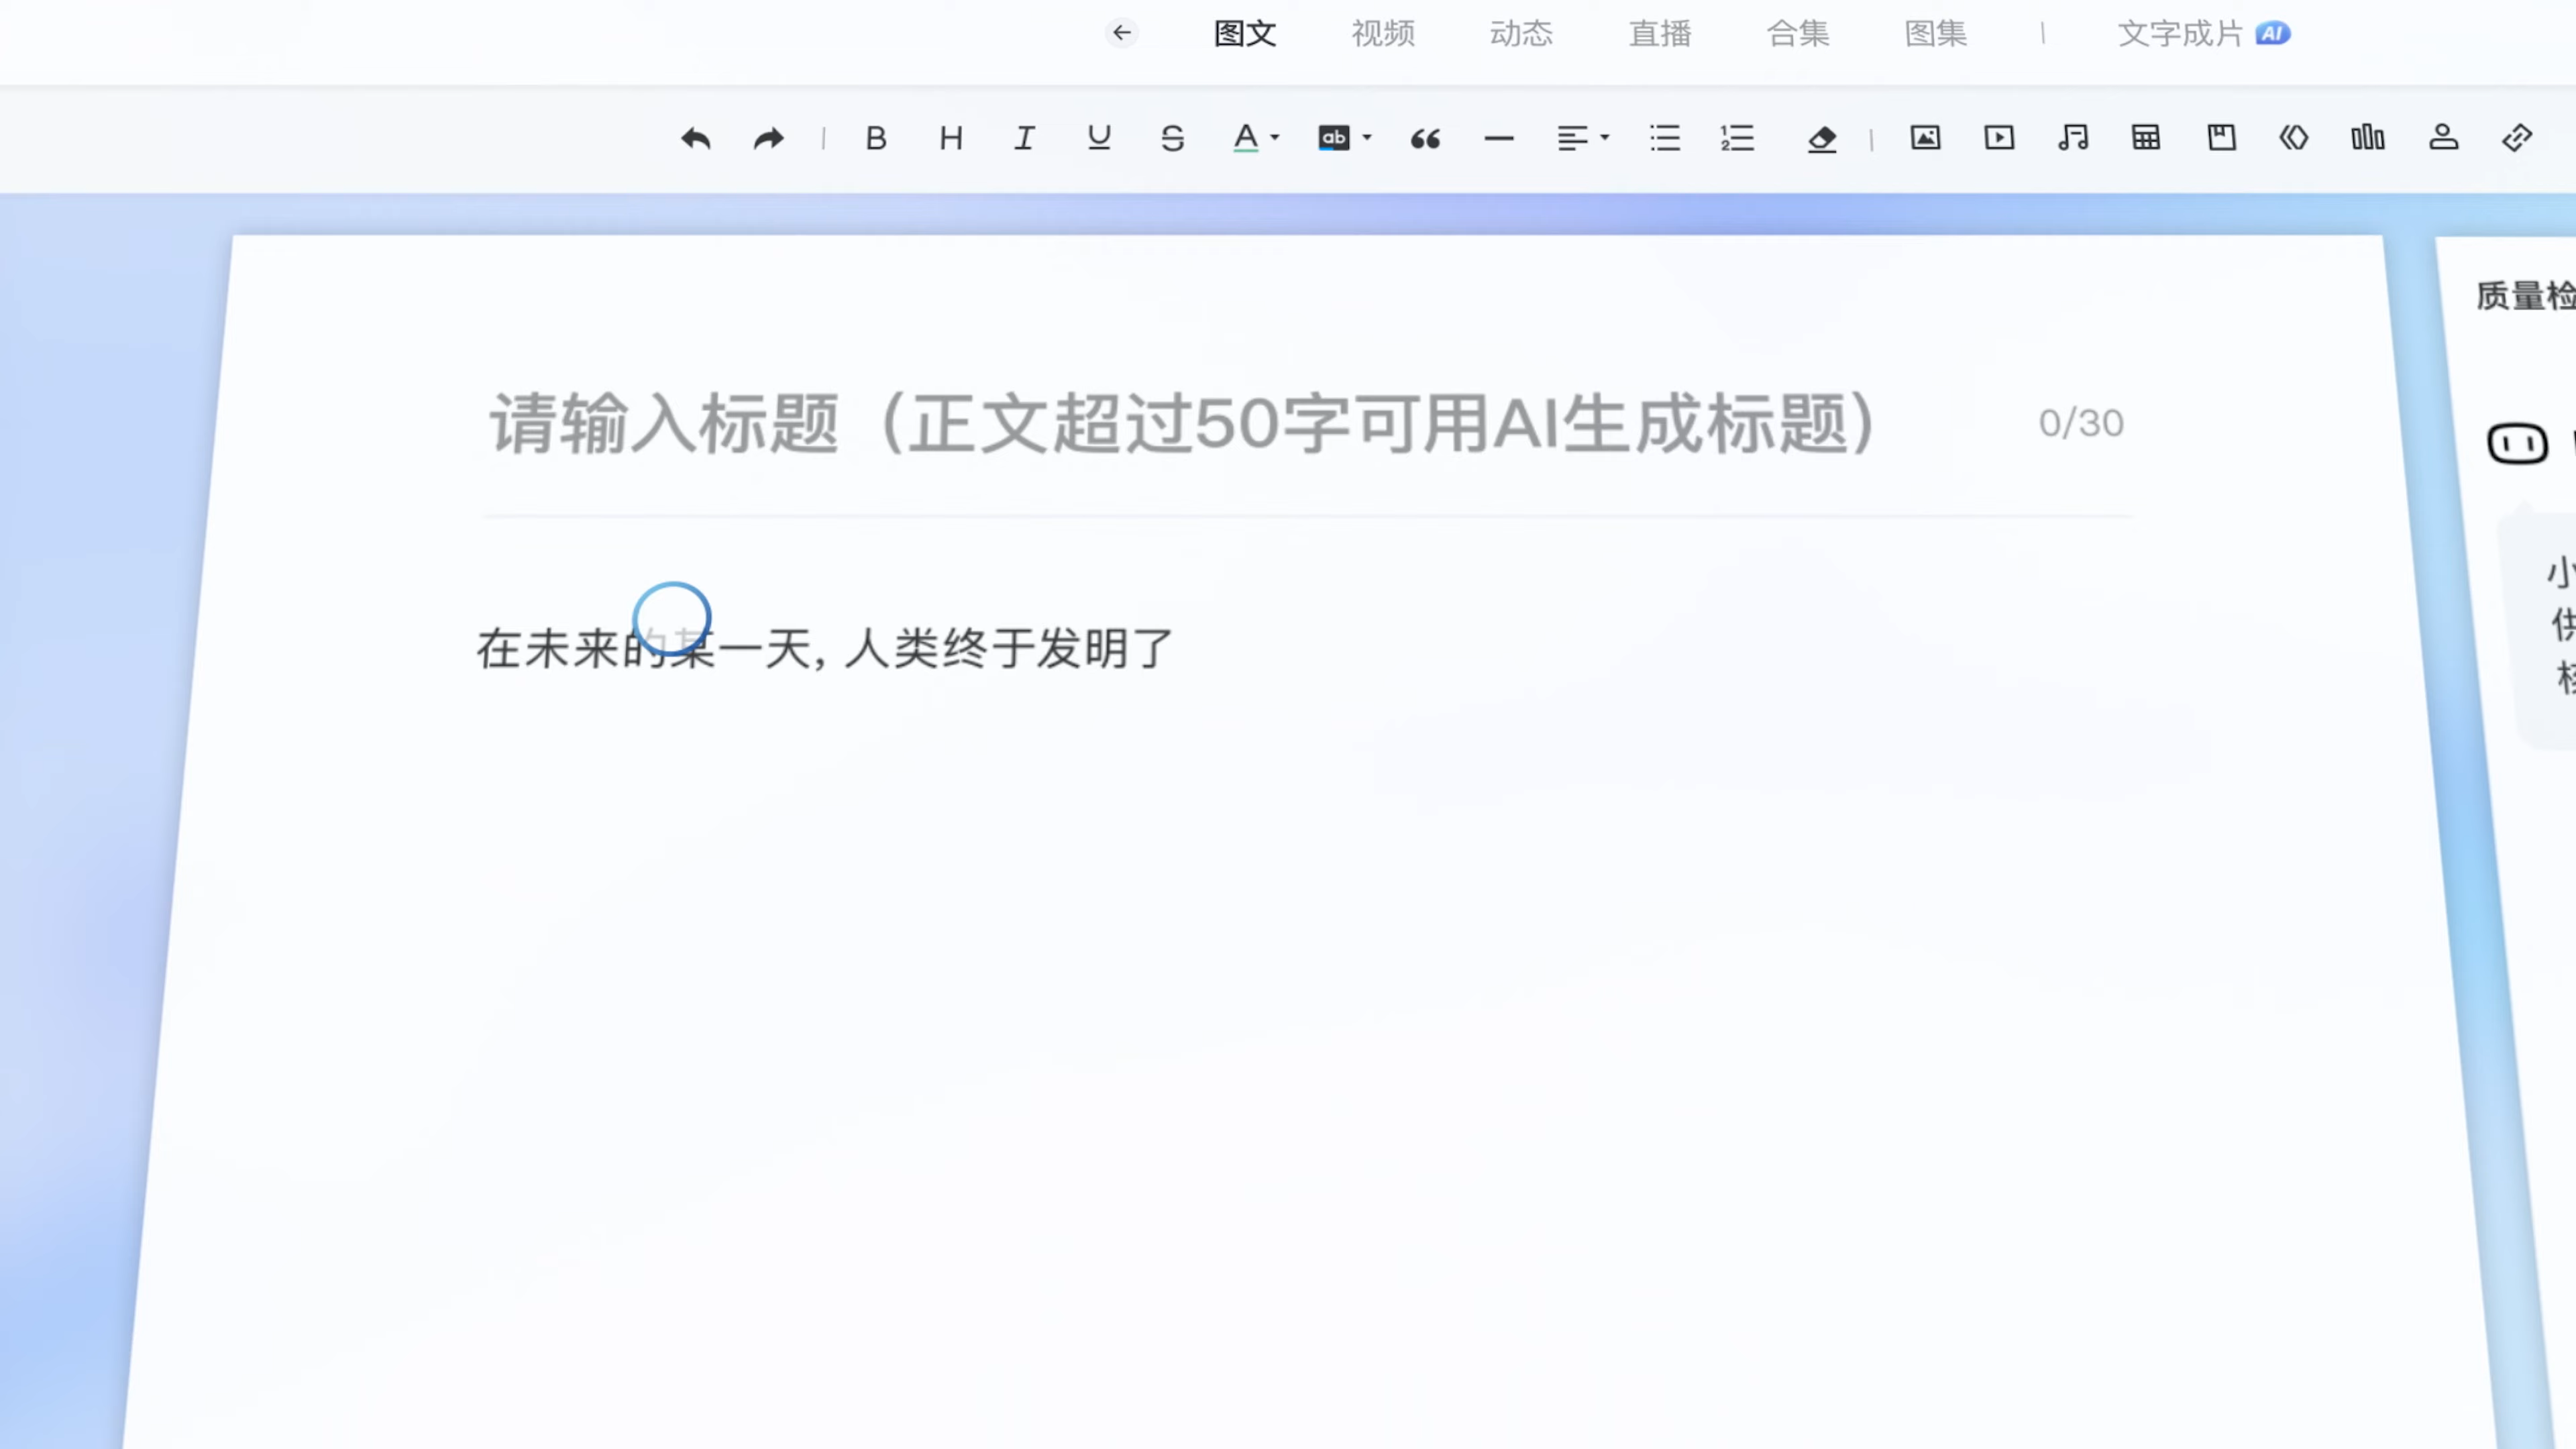 图文 视频 动态 直播 合集 图集 文字成片 AI
B H I U S A ab
质量检
请输入标题（正文超过50字可用AI生成标题） 0/30
小
供
在未来的某一天, 人类终于发明了